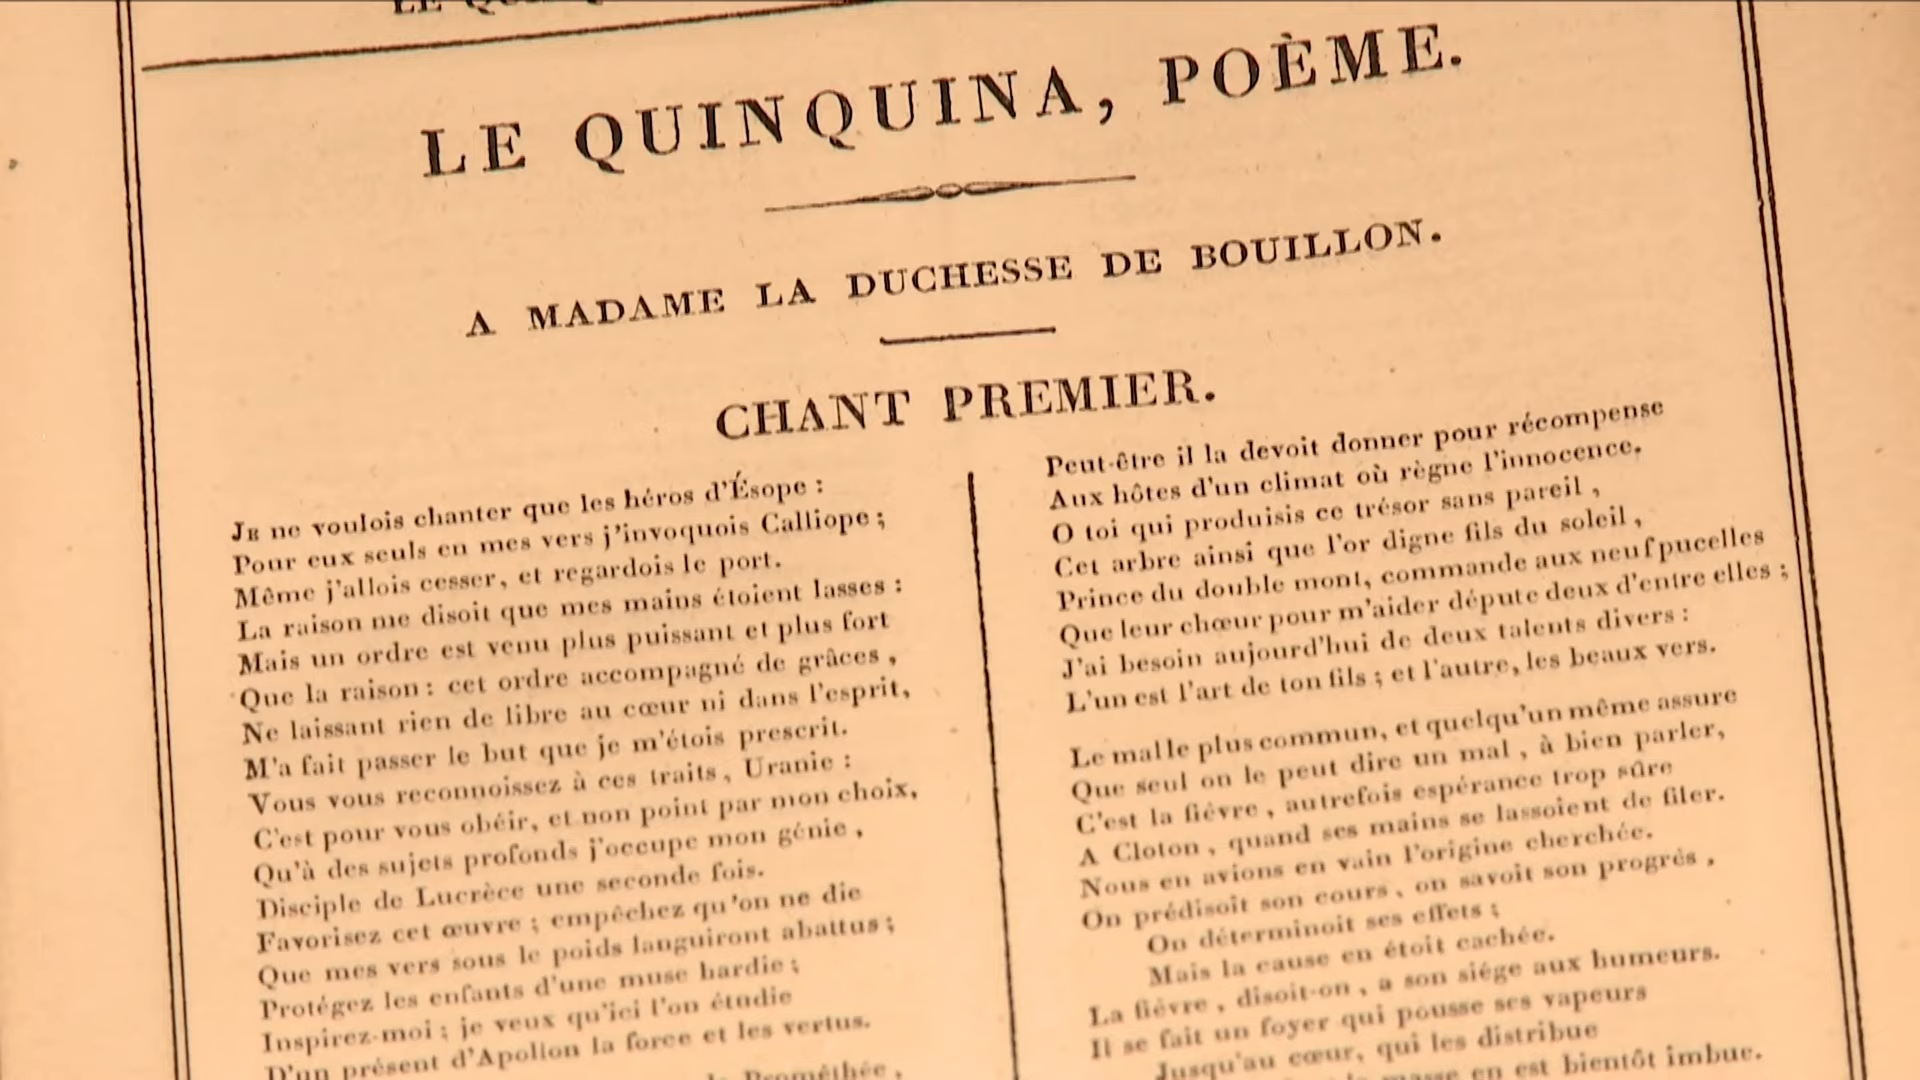 LE QUINQUINA, POÈME.
A MADAME LA DUCHESSE DE BOUILLON.
CHANT PREMIER.
JE ne voulois chanter que les héros d'Ésope :
Pour eux seuls en mes vers j'invoquois Calliope ;
Même j'allois cesser, et regardois le port.
La raison me disoit que mes mains étoient lasses :
Mais un ordre est venu plus puissant et plus fort
Que la raison : cet ordre accompagné de grâces ,
Ne laissant rien de libre au cœur ni dans l'esprit,
M'a fait passer le but que je m'étois prescrit.
Vous vous reconnoissez à ces traits , Uranie :
C'est pour vous obéir, et non point par mon choix,
Qu'à des sujets profonds j'occupe mon génie ,
Disciple de Lucrèce une seconde fois.
Favorisez cet œuvre ; empêchez qu'on ne die
Que mes vers sous le poids languiront abattus ;
Protégez les enfants d'une muse hardie ;
Inspirez-moi ; je veux qu'ici l'on étudie
D'un présent d'Apollon la force et les vertus.
Prométhée ,
Peut-être il la devoit donner pour récompense
Aux hôtes d'un climat où règne l'innocence.
O toi qui produisis ce trésor sans pareil ,
Cet arbre ainsi que l'or digne fils du soleil ,
Prince du double mont, commande aux neuf pucelles
Que leur chœur pour m'aider députe deux d'entre elles ;
J'ai besoin aujourd'hui de deux talents divers :
L'un est l'art de ton fils ; et l'autre, les beaux vers.
Le mal le plus commun, et quelqu'un même assure
Que seul on le peut dire un mal , à bien parler,
C'est la fièvre , autrefois espérance trop sûre
A Cloton , quand ses mains se lassoient de filer.
Nous en avions en vain l'origine cherchée.
On prédisoit son cours , on savoit son progrès ,
On déterminoit ses effets ;
Mais la cause en étoit cachée.
La fièvre , disoit-on , a son siége aux humeurs.
Il se fait un foyer qui pousse ses vapeurs
Jusqu'au cœur, qui les distribue
masse en est bientôt imbue.